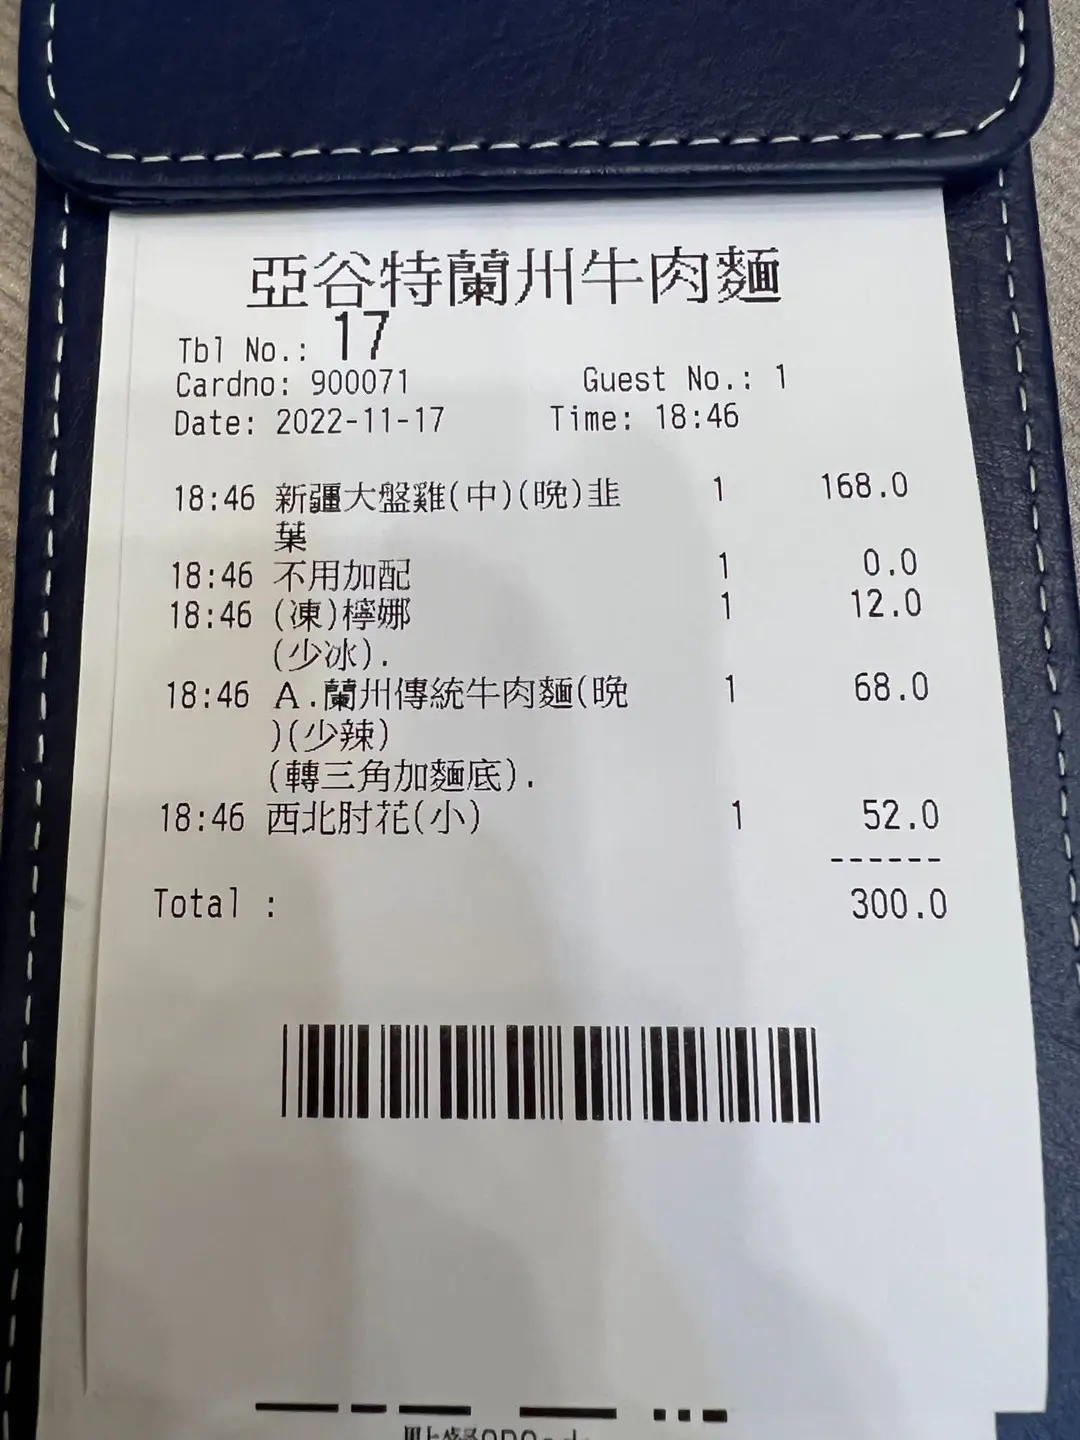 亞谷特蘭州牛肉麵
Tbl No.: 17
Cardno: 900071 Guest No.: 1
Date: 2022-11-17 Time: 18:46
18:46 新疆大盤雞(中)(晚)韭 1 168.0
葉
18:46 不用加配 1 0.0
18:46 (凍)檸娜 1 12.0
(少冰).
18:46 A.蘭州傳統牛肉麵(晚 1 68.0
)(少辣)
(轉三角加麵底).
18:46 西北肘花(小) 1 52.0
------
Total : 300.0